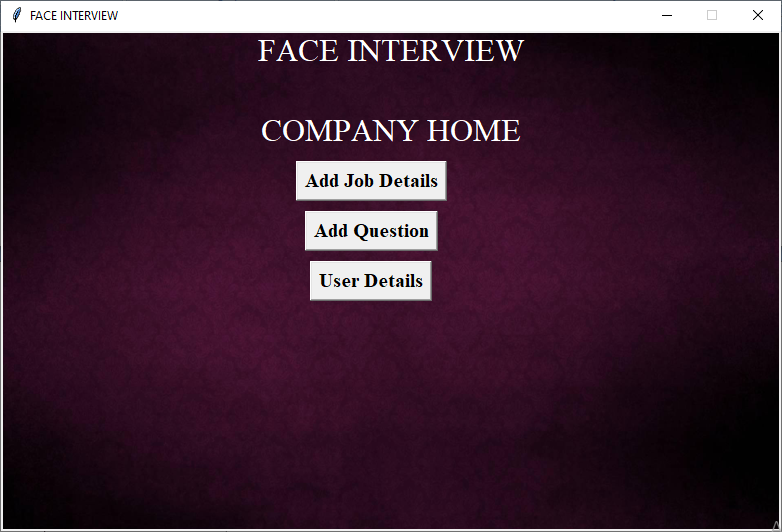 FACE INTERVIEW
FACE INTERVIEW
COMPANY HOME
Add Job Details
Add Question
User Details